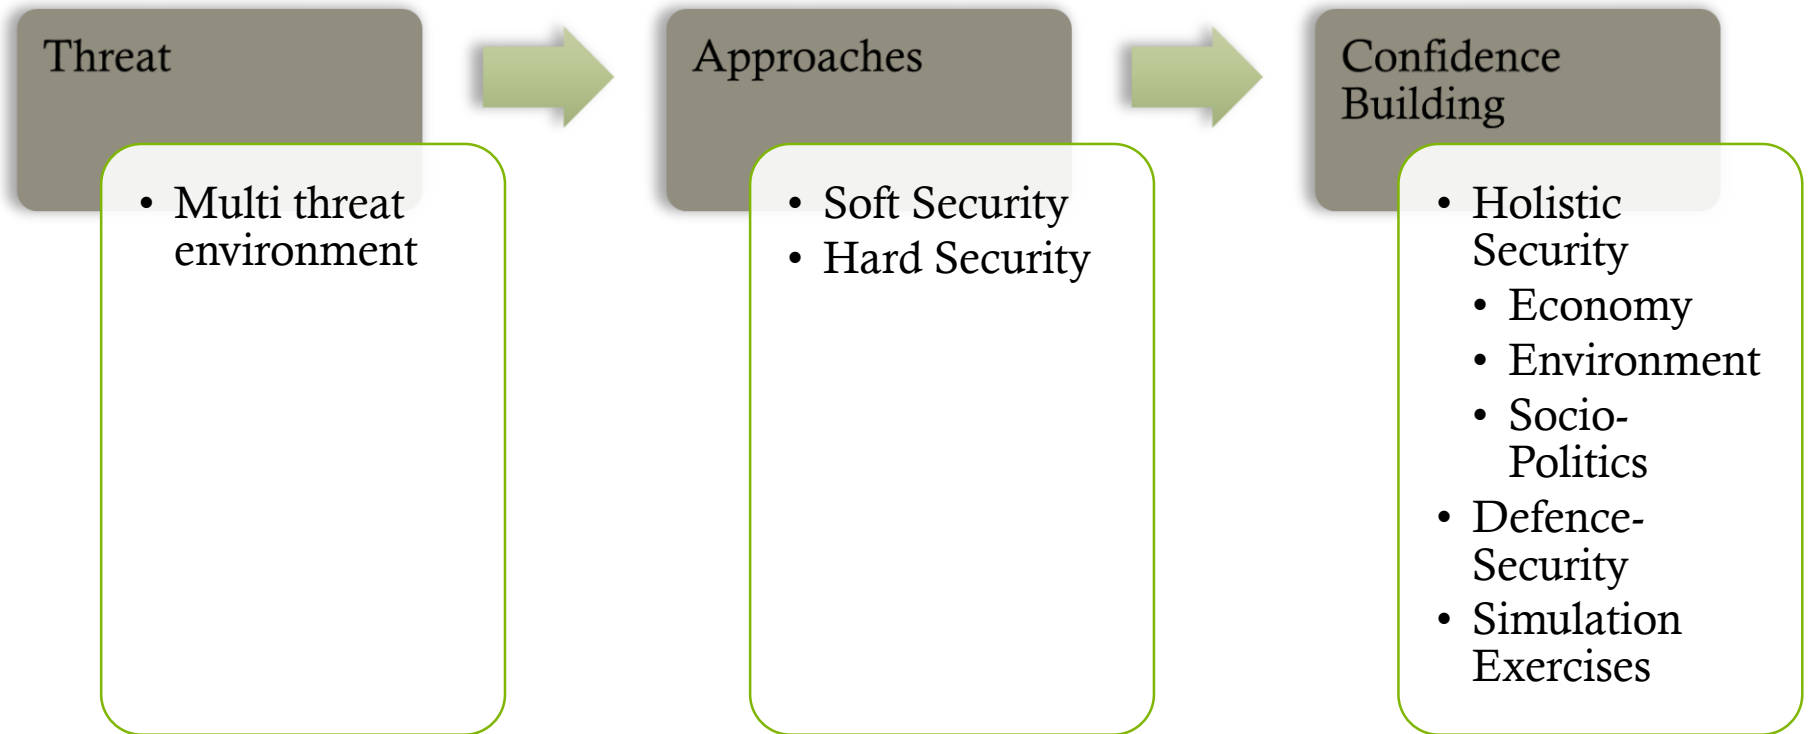 Threat
• Multi threat
environment
Approaches
• Soft Security
• Hard Security
Confidence
Building
• Holistic
Security
• Economy
• Environment
• Socio-
Politics
• Defence-
Security
• Simulation
Exercises